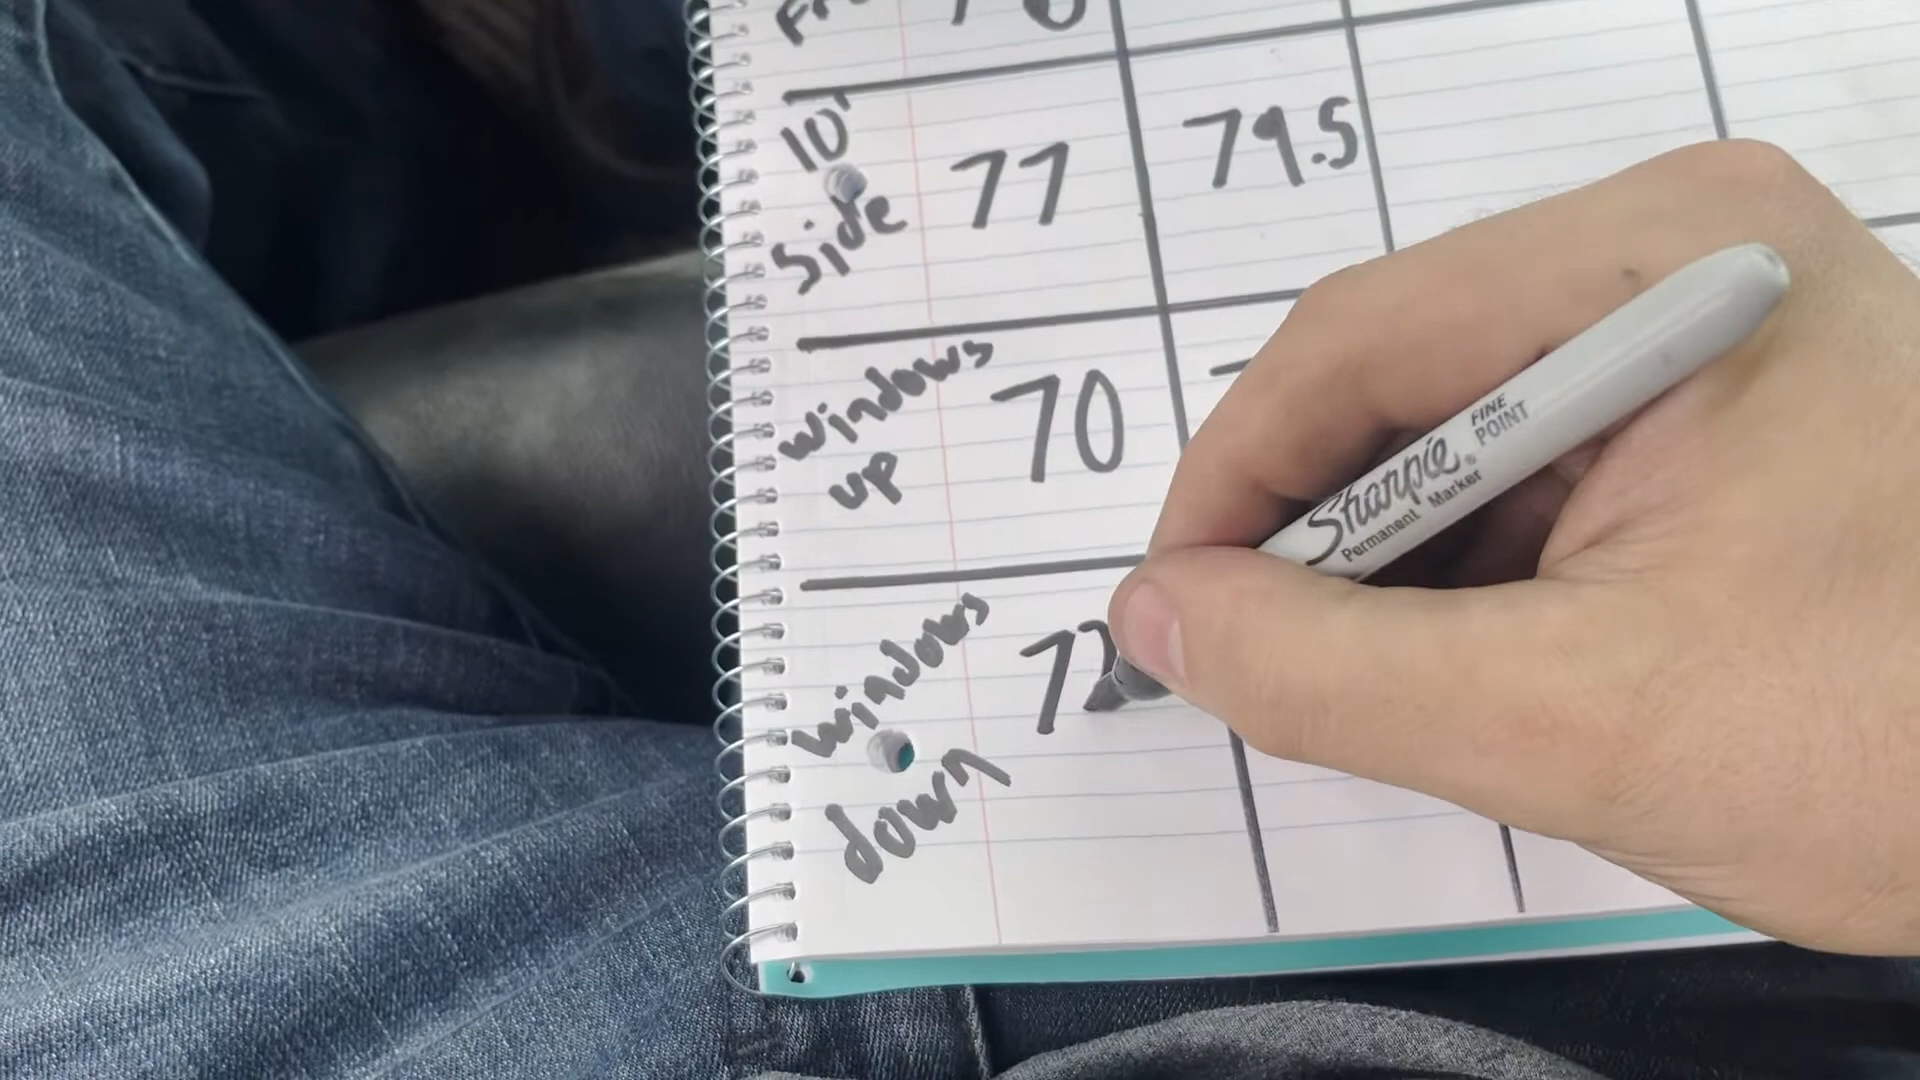 10'
Side
77
79.5
windows
up
70
windows
down
Sharpie
Permanent Marker
FINE
POINT